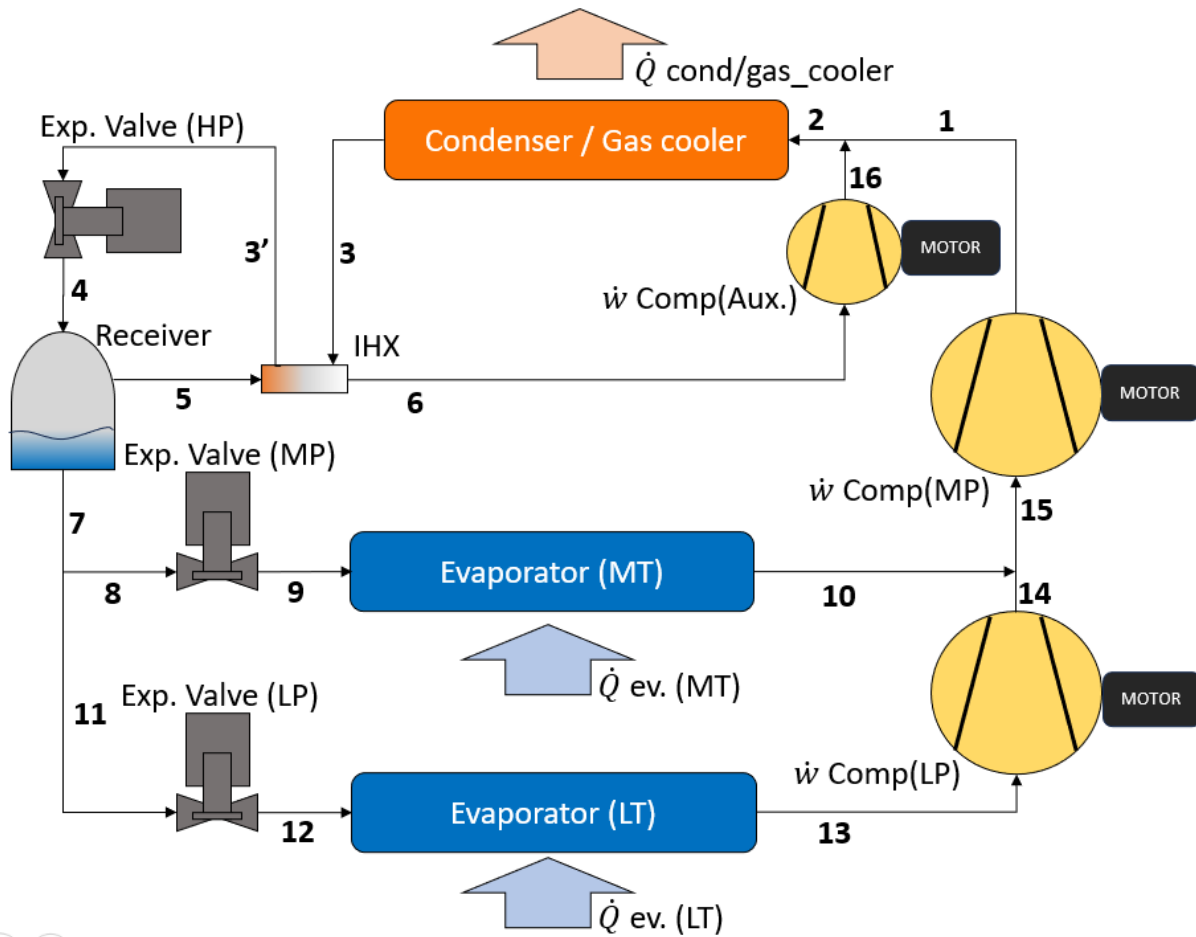 Q̇ cond/gas_cooler
Exp. Valve (HP)
Condenser / Gas cooler
2
1
16
MOTOR
3'
3
ẇ Comp(Aux.)
4
Receiver
IHX
5
6
MOTOR
Exp. Valve (MP)
ẇ Comp(MP)
7
15
8
9
Evaporator (MT)
10
14
Q̇ ev. (MT)
Exp. Valve (LP)
MOTOR
11
ẇ Comp(LP)
12
Evaporator (LT)
13
Q̇ ev. (LT)